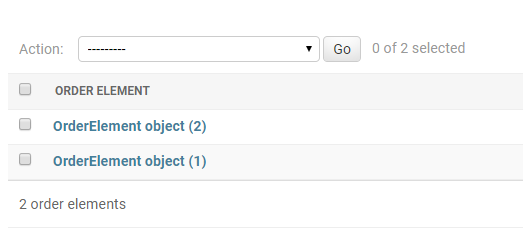 Action: --------- Go 0 of 2 selected
ORDER ELEMENT
OrderElement object (2)
OrderElement object (1)
2 order elements